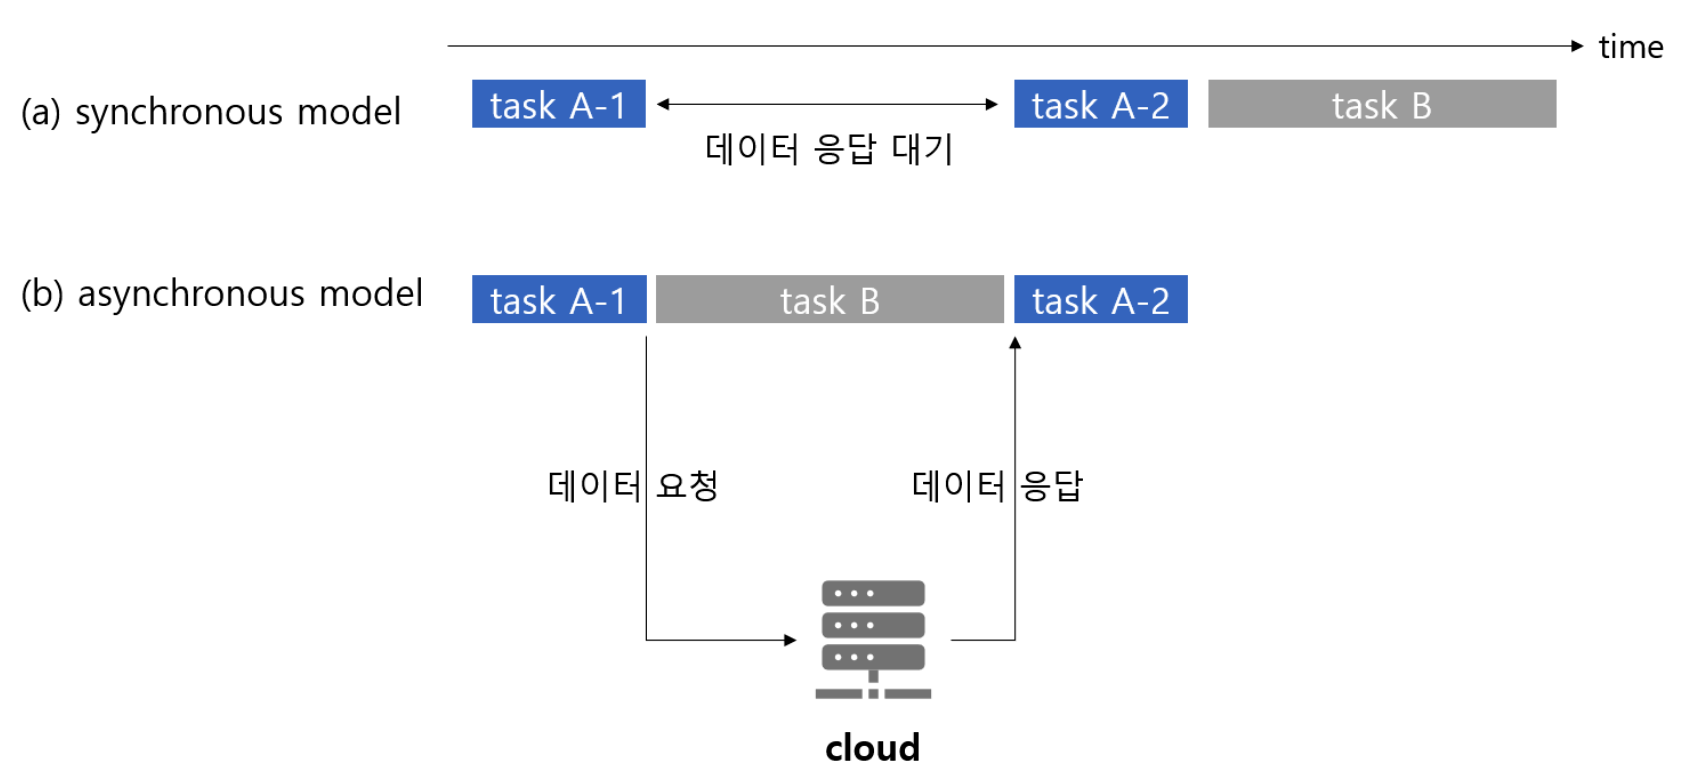 time
(a) synchronous model
task A-1
task A-2
task B
데이터 응답 대기
(b) asynchronous model
task A-1
task B
task A-2
데이터 요청
데이터 응답
cloud